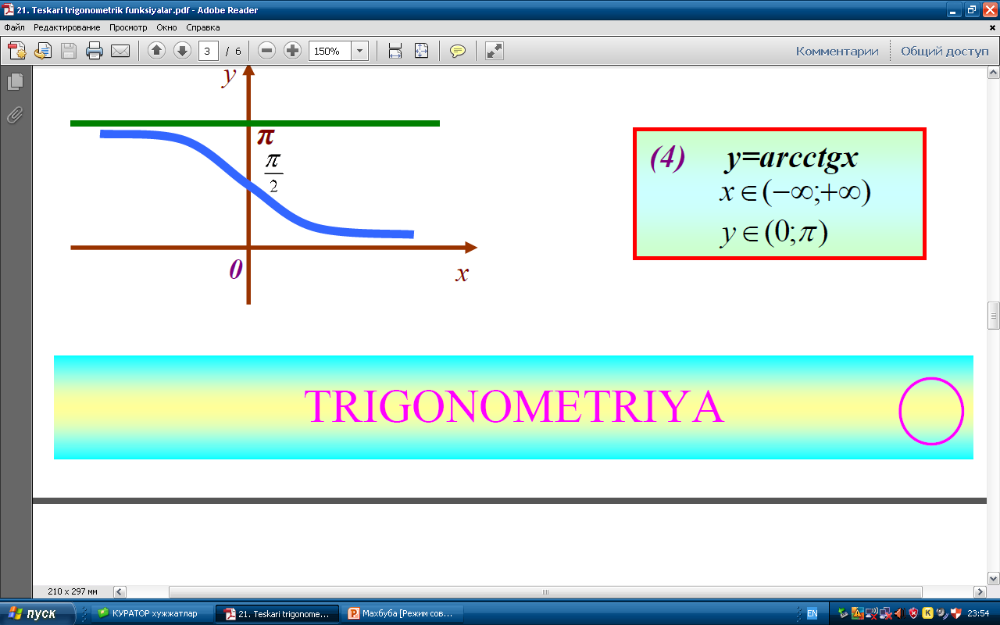 21. Teskari trigonometrik funksiyalar.pdf - Adobe Reader
Файл Редактирование Просмотр Окно Справка
3 / 6 150% Комментарии Общий доступ
y
π
π
2
0
x
(4) y=arcctgx
x∈(−∞;+∞)
y∈(0;π)
TRIGONOMETRIYA
210 x 297 мм
пуск КУРАТОР хужжатлар 21. Teskari trigonome... Махбуба [Режим сов... EN K 23:54